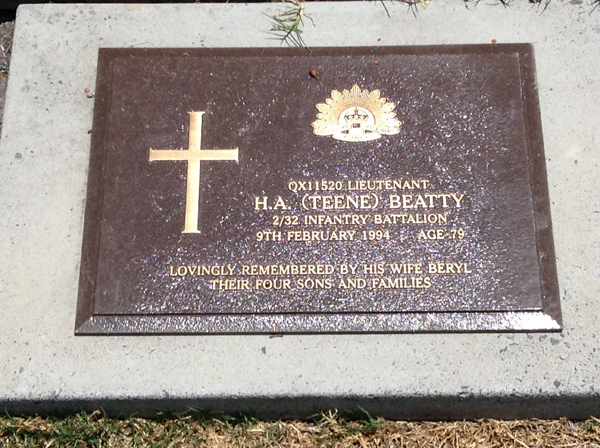 QX11520 LIEUTENANT
H.A. (TEENE) BEATTY
2/32 INFANTRY BATTALION
9TH FEBRUARY 1994 AGE 79
LOVINGLY REMEMBERED BY HIS WIFE BERYL
THEIR FOUR SONS AND FAMILIES